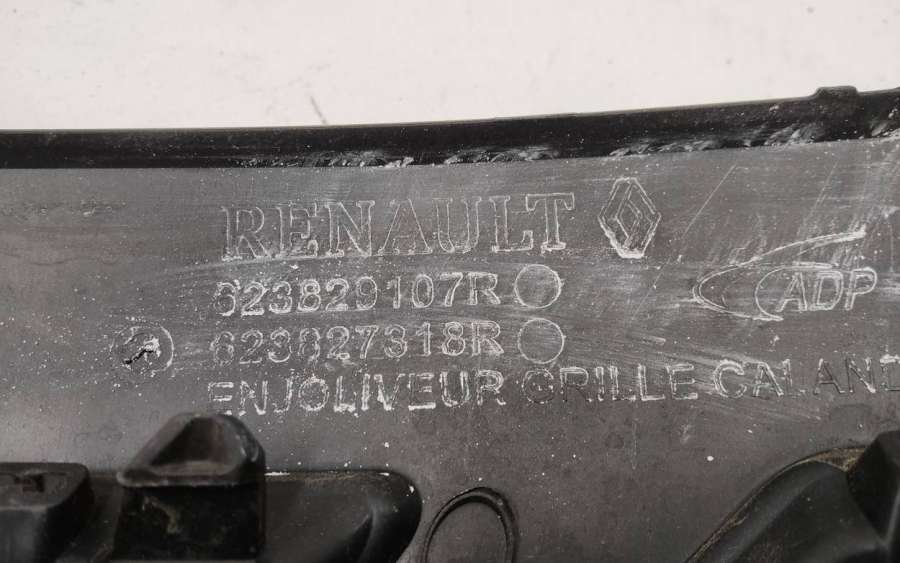 RENAULT
623829107R
623827318R
ADP
ENJOLIVEUR GRILLE CALAND